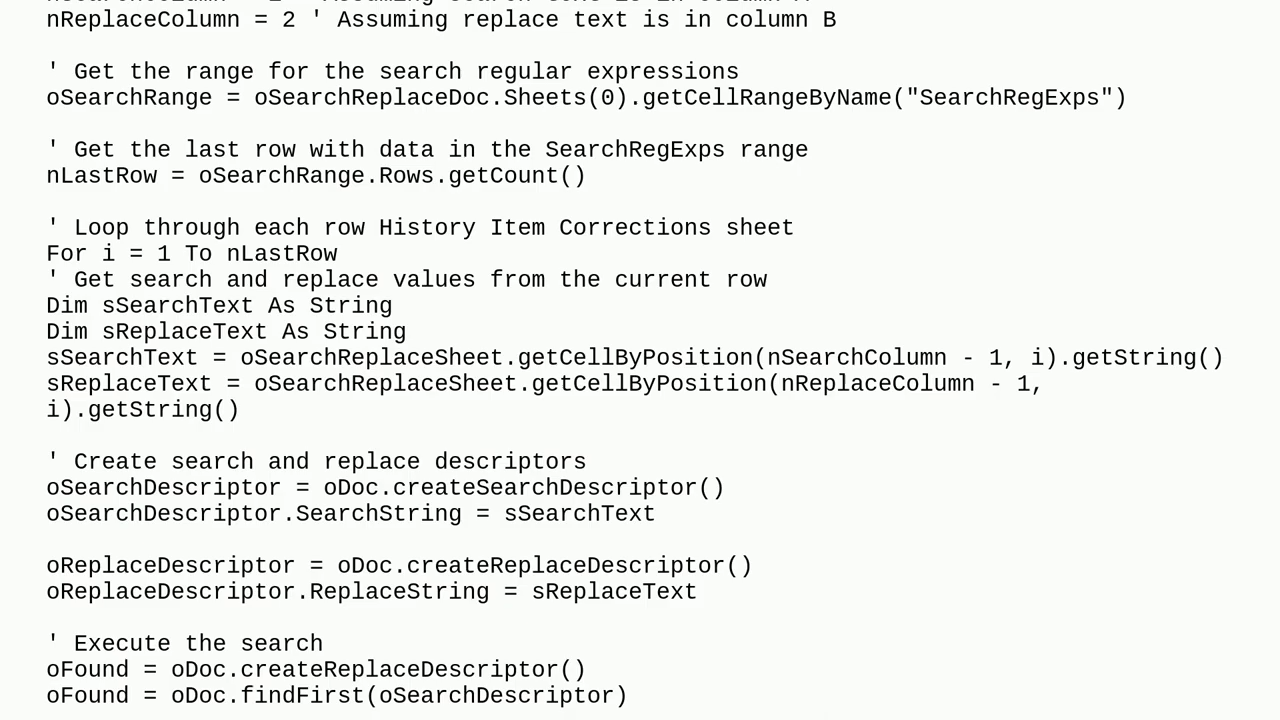 nReplaceColumn = 2 ' Assuming replace text is in column B
' Get the range for the search regular expressions
oSearchRange = oSearchReplaceDoc.Sheets(0).getCellRangeByName("SearchRegExps")
' Get the last row with data in the SearchRegExps range
nLastRow = oSearchRange.Rows.getCount()
' Loop through each row History Item Corrections sheet
For i = 1 To nLastRow
' Get search and replace values from the current row
Dim sSearchText As String
Dim sReplaceText As String
sSearchText = oSearchReplaceSheet.getCellByPosition(nSearchColumn - 1, i).getString()
sReplaceText = oSearchReplaceSheet.getCellByPosition(nReplaceColumn - 1,
i).getString()
' Create search and replace descriptors
oSearchDescriptor = oDoc.createSearchDescriptor()
oSearchDescriptor.SearchString = sSearchText
oReplaceDescriptor = oDoc.createReplaceDescriptor()
oReplaceDescriptor.ReplaceString = sReplaceText
' Execute the search
oFound = oDoc.createReplaceDescriptor()
oFound = oDoc.findFirst(oSearchDescriptor)